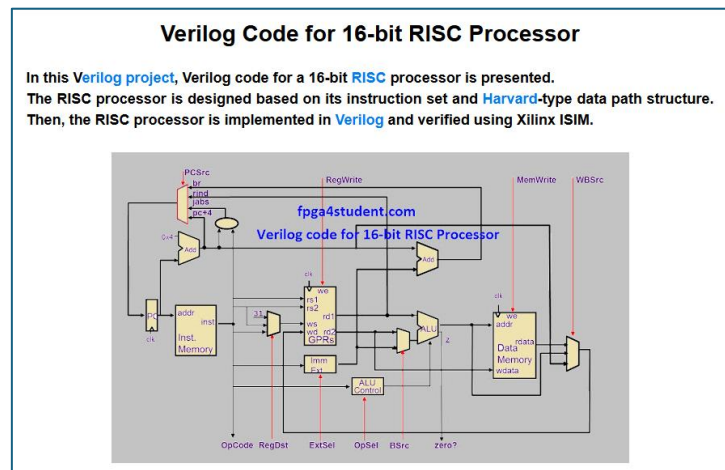 Verilog Code for 16-bit RISC Processor
In this Verilog project, Verilog code for a 16-bit RISC processor is presented.
The RISC processor is designed based on its instruction set and Harvard-type data path structure.
Then, the RISC processor is implemented in Verilog and verified using Xilinx ISIM.
PCSrc
br
rind
jabs
pc+4
RegWrite
MemWrite
WBSrc
fpga4student.com
Verilog code for 16-bit RISC Processor
0x4
Add
Add
clk
we
rs1
rs2
rd1
ws
wd rd2
GPRs
31
PC
clk
addr
inst
Inst.
Memory
Imm
Ext
ALU
Control
ALU
z
clk
we
addr
rdata
Data
Memory
wdata
OpCode RegDst ExtSel OpSel BSrc zero?